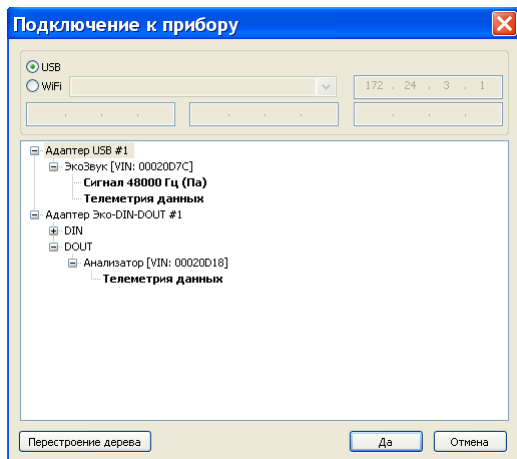 Подключение к прибору
USB
WiFi
172 . 24 . 3 . 1
Адаптер USB #1
ЭкоЗвук [VIN: 00020D7C]
Сигнал 48000 Гц (Па)
Телеметрия данных
Адаптер Эко-DIN-DOUT #1
DIN
DOUT
Анализатор [VIN: 00020D18]
Телеметрия данных
Перестроение дерева
Да
Отмена